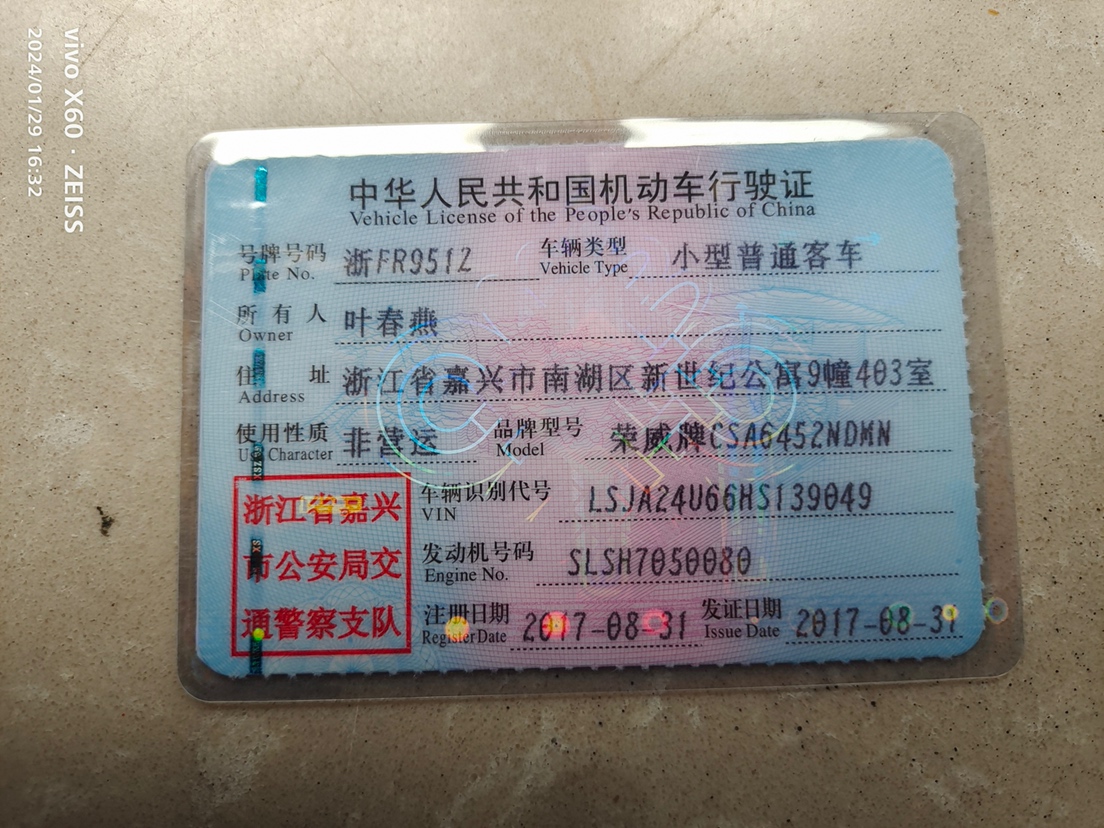 vivo X60 · ZEISS
2024/01/29 16:32
中华人民共和国机动车行驶证
Vehicle License of the People's Republic of China
号牌号码 浙FR9512 车辆类型 小型普通客车
Plate No. Vehicle Type
所有人 叶春燕
Owner
住址 浙江省嘉兴市南湖区新世纪公寓9幢403室
Address
使用性质 非营运 品牌型号 荣威牌CSA6452NDMN
Use Character Model
浙江省嘉兴
市公安局交
通警察支队
车辆识别代号 LSJA24U66HS139049
VIN
发动机号码 SLSH7050080
Engine No.
注册日期 2017-08-31 发证日期 2017-08-31
Register Date Issue Date